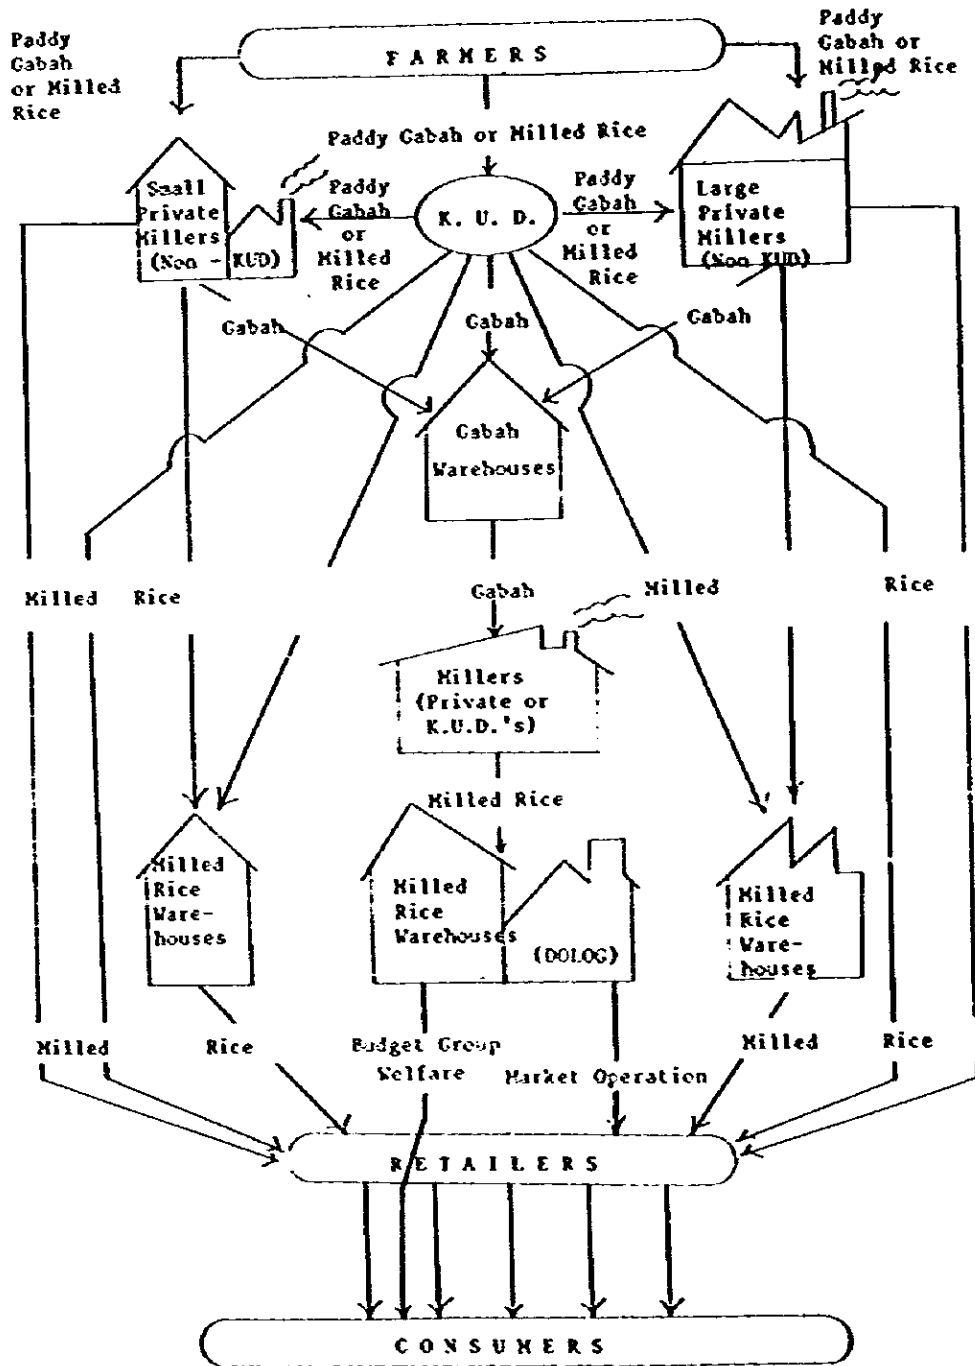 Paddy
Gabah
or Milled
Rice
FARMERS
Paddy
Gabah or
Milled Rice
Paddy Gabah or Milled Rice
Small
Private
Millers
(Non - KUD)
Paddy
Gabah
or
Milled
Rice
K. U. D.
Paddy
Gabah
or
Milled
Rice
Large
Private
Millers
(Non KUD)
Gabah
Gabah
Gabah
Gabah
Warehouses
Milled Rice
Gabah
Milled
Rice
Millers
(Private or
K.U.D.'s)
Milled Rice
Milled
Rice
Ware-
houses
Milled
Rice
Warehouses
(DOLOG)
Milled
Rice
Ware-
houses
Milled
Rice
Budget Group
Welfare
Market Operation
Milled
Rice
RETAILERS
CONSUMERS